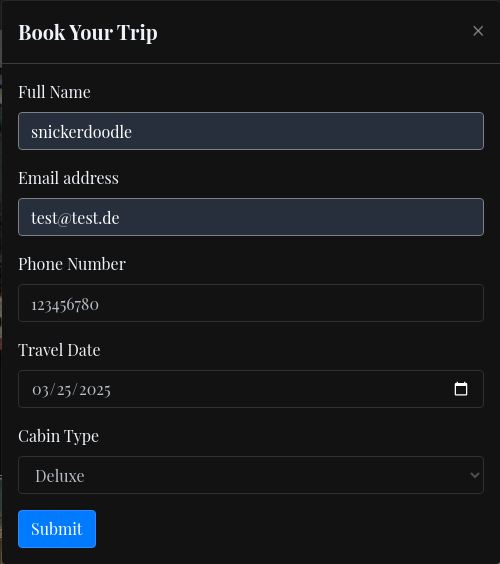 Book Your Trip ×
Full Name
snickerdoodle
Email address
test@test.de
Phone Number
123456780
Travel Date
03/25/2025
Cabin Type
Deluxe
Submit